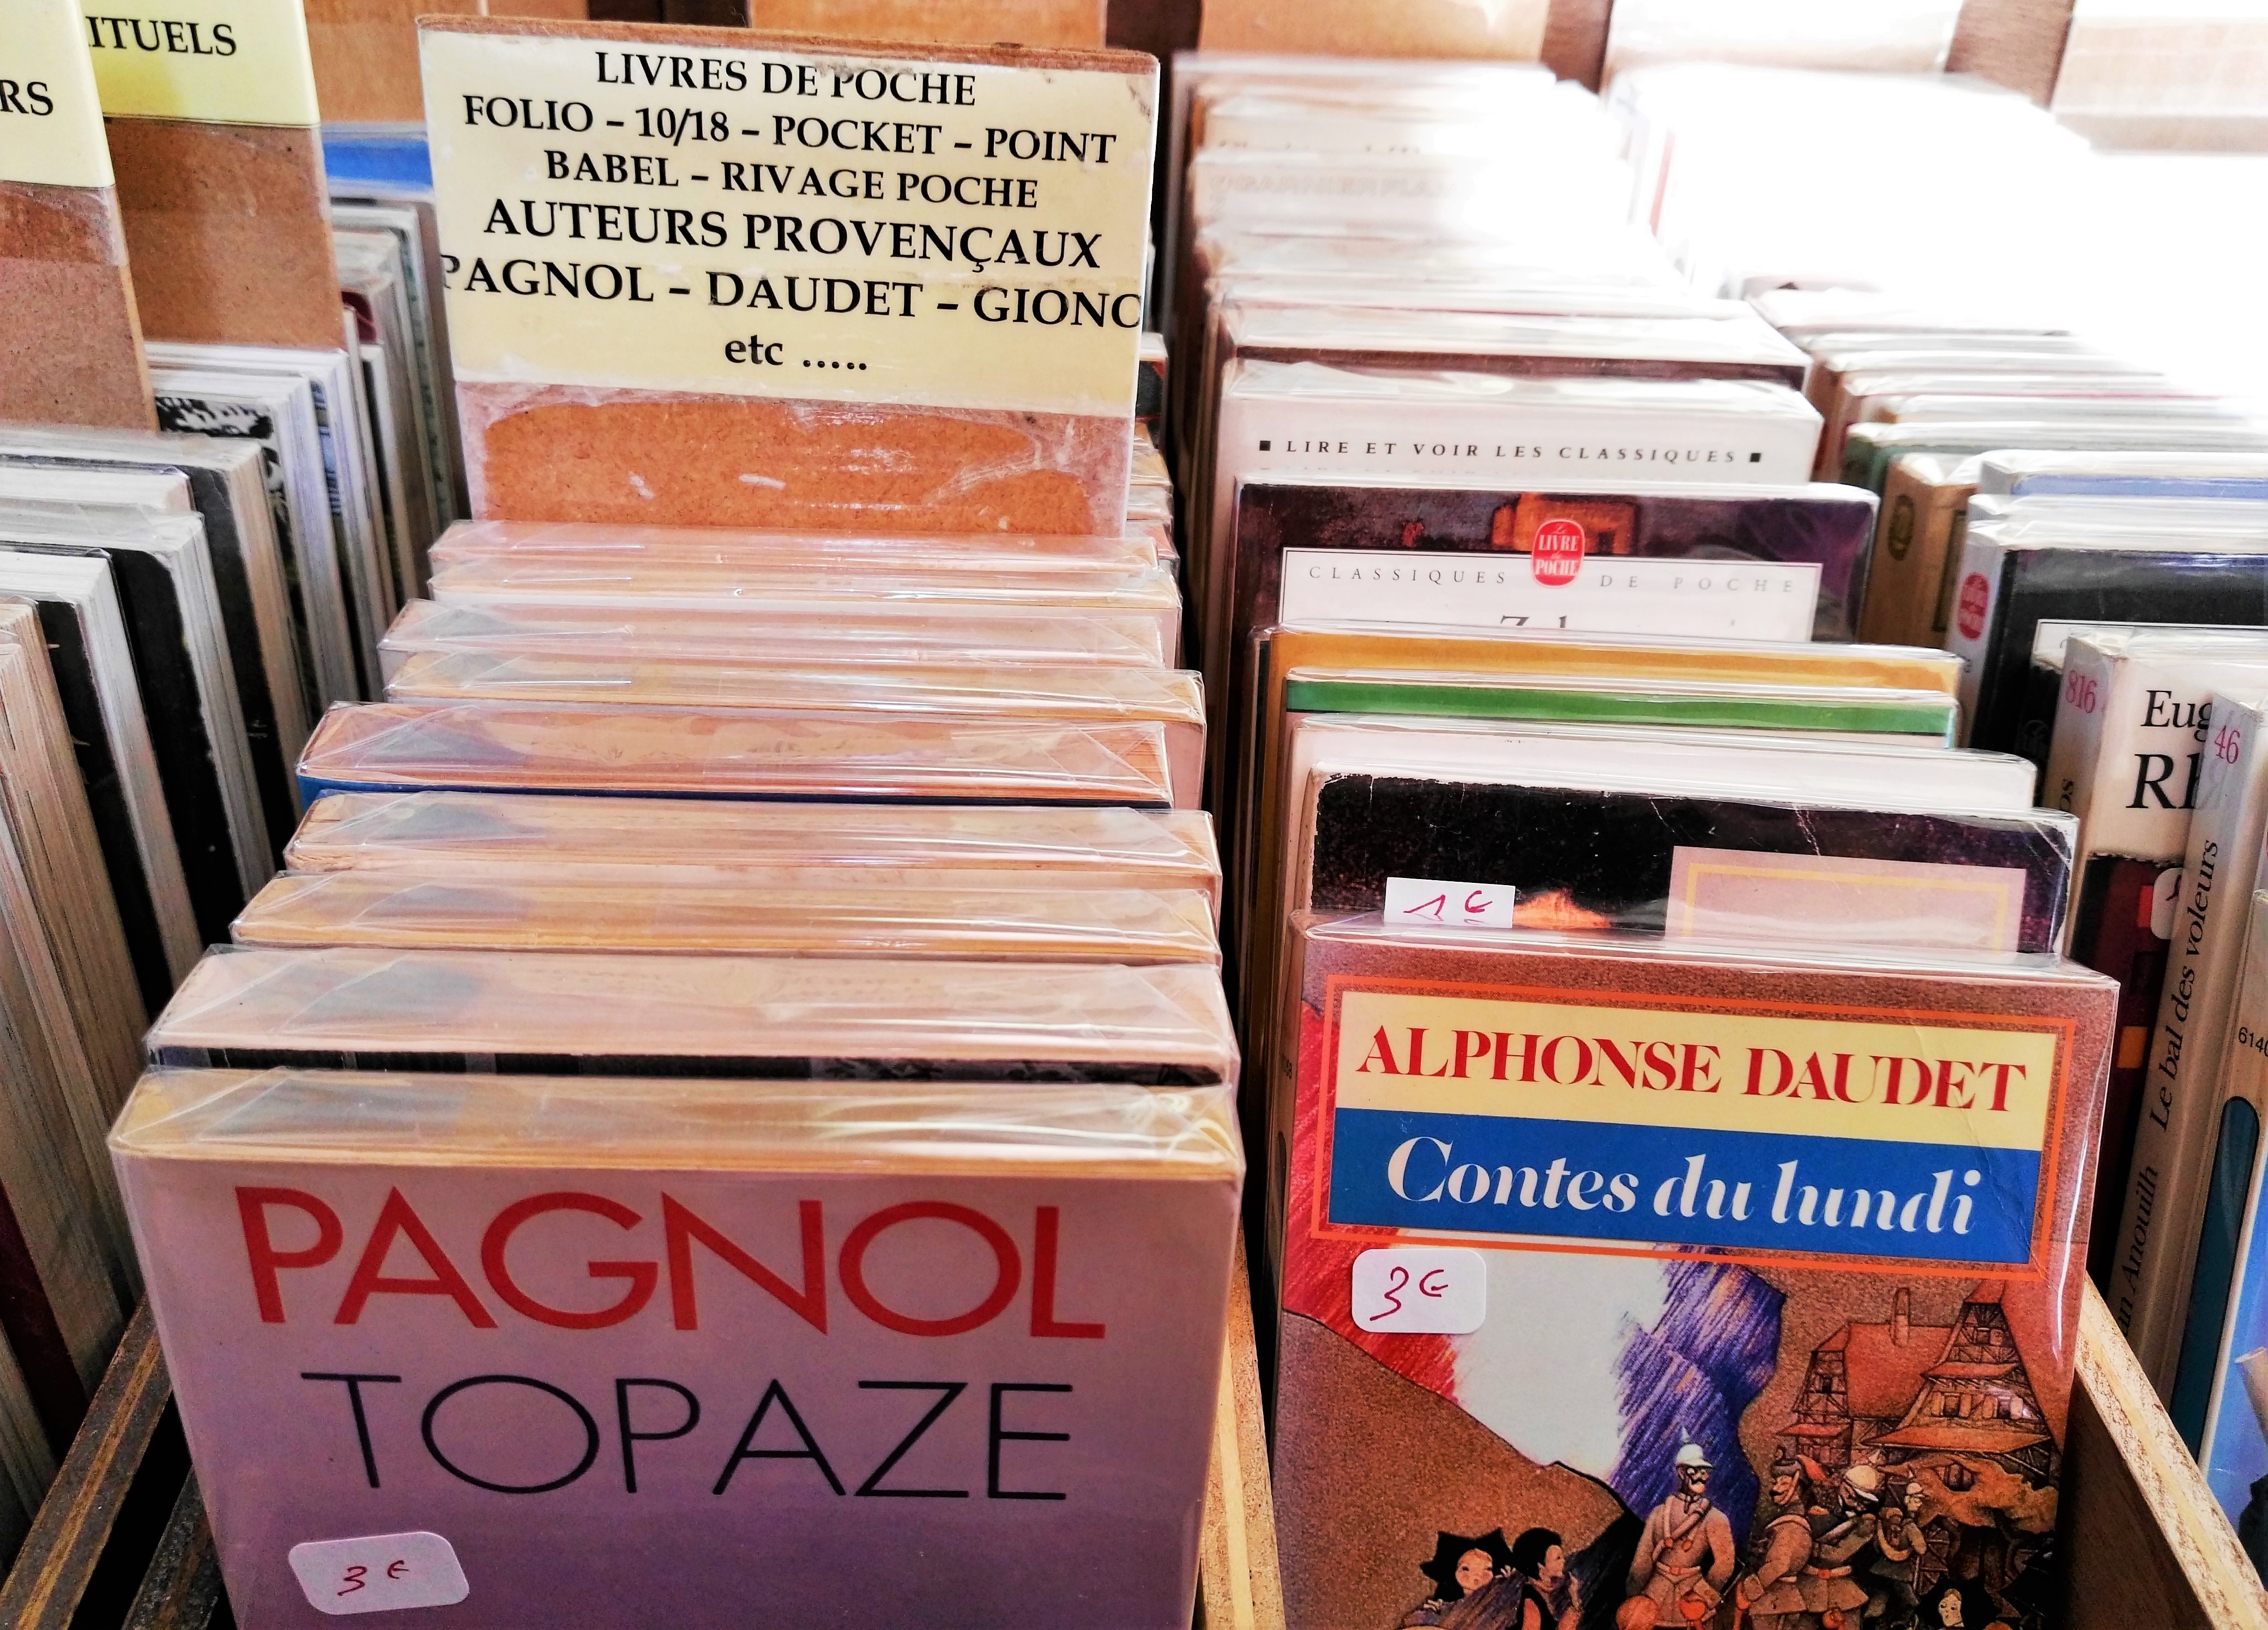 ITUELS
RS
LIVRES DE POCHE
FOLIO – 10/18 – POCKET – POINT
BABEL – RIVAGE POCHE
AUTEURS PROVENÇAUX
PAGNOL – DAUDET – GIONO
etc .....
■ LIRE ET VOIR LES CLASSIQUES ■
Le
LIVRE
de
POCHE
CLASSIQUES DE POCHE
816
Eug
46
1€
Le bal des voleurs
Anouilh
ALPHONSE DAUDET
Contes du lundi
3€
PAGNOL
TOPAZE
3€